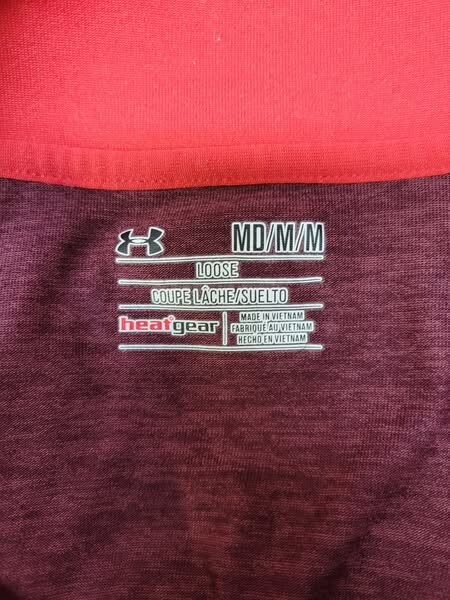 MD/M/M
LOOSE
COUPE LÂCHE/SUELTO
heatgear
MADE IN VIETNAM
FABRIQUÉ AU VIETNAM
HECHO EN VIETNAM